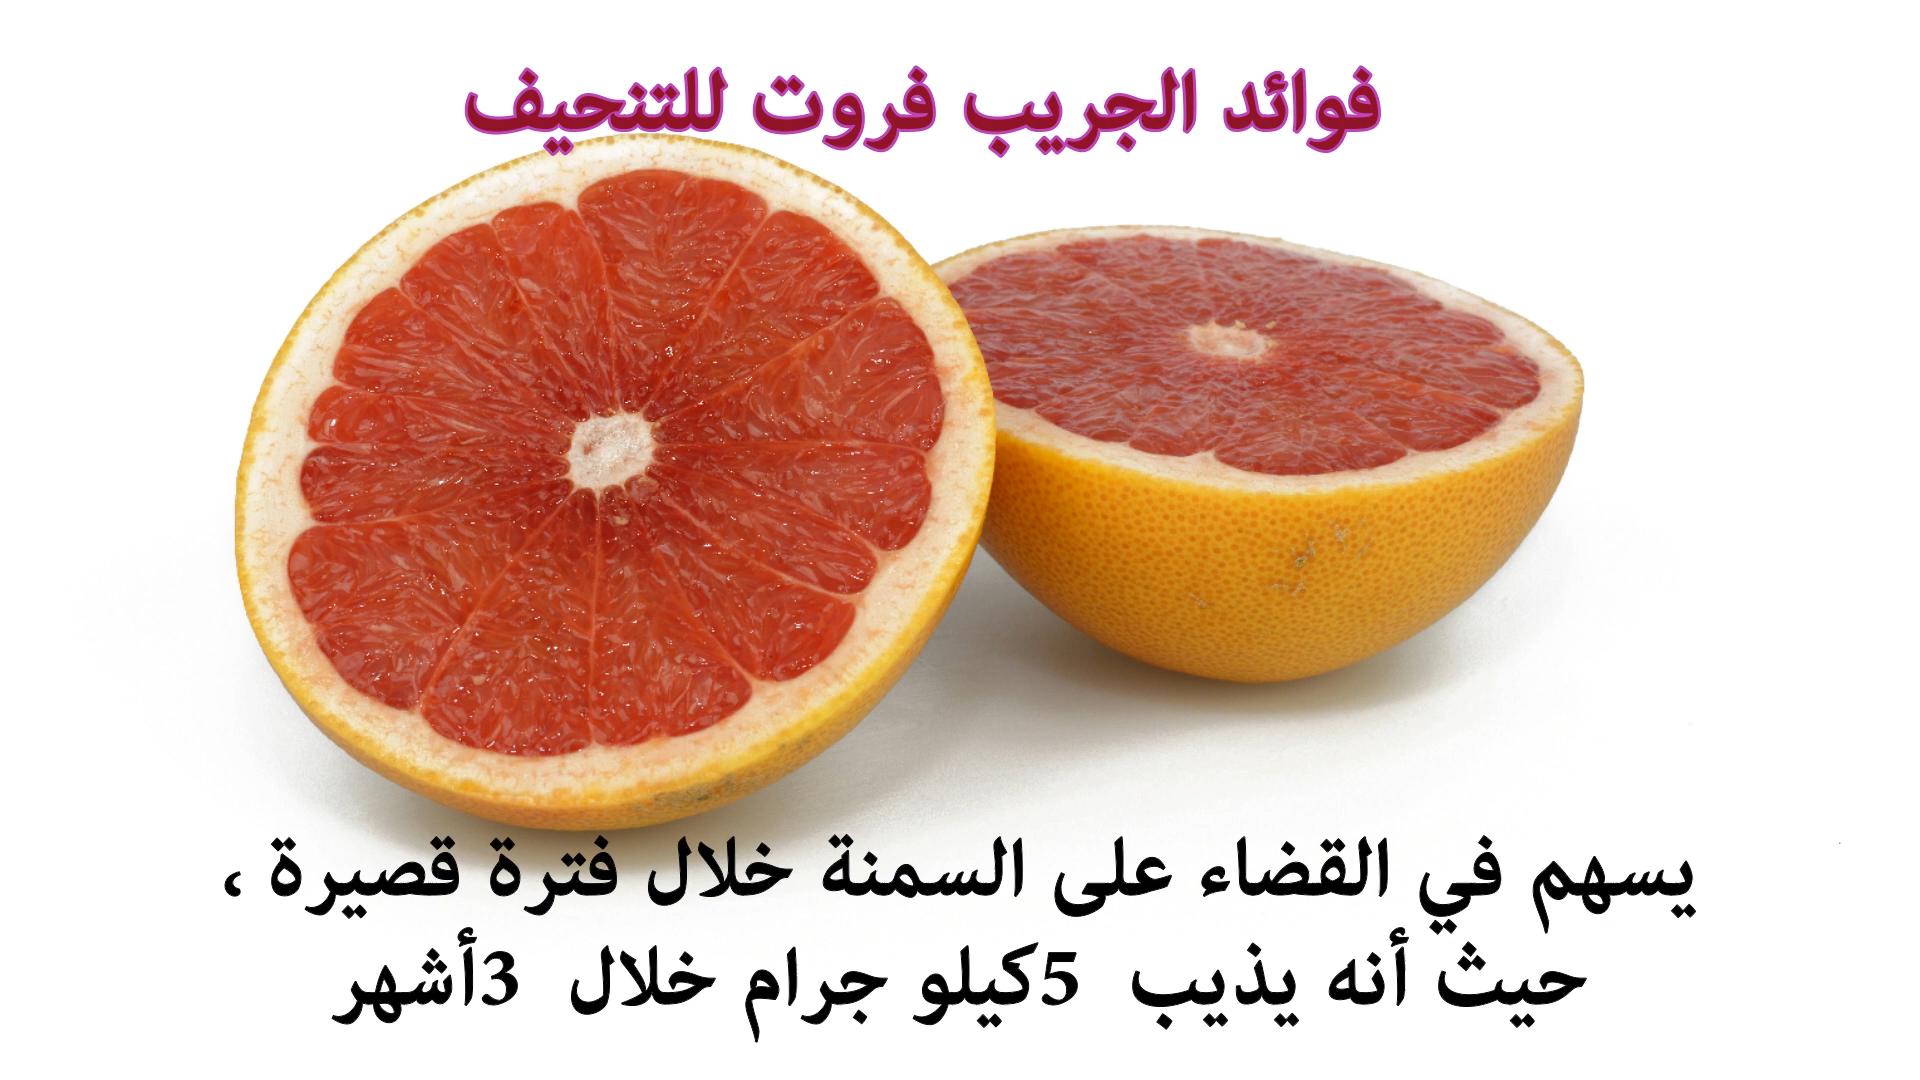 فوائد الجريب فروت للتنحيف
يسهم في القضاء على السمنة خلال فترة قصيرة ،
حيث أنه يذيب 5كيلو جرام خلال 3أشهر